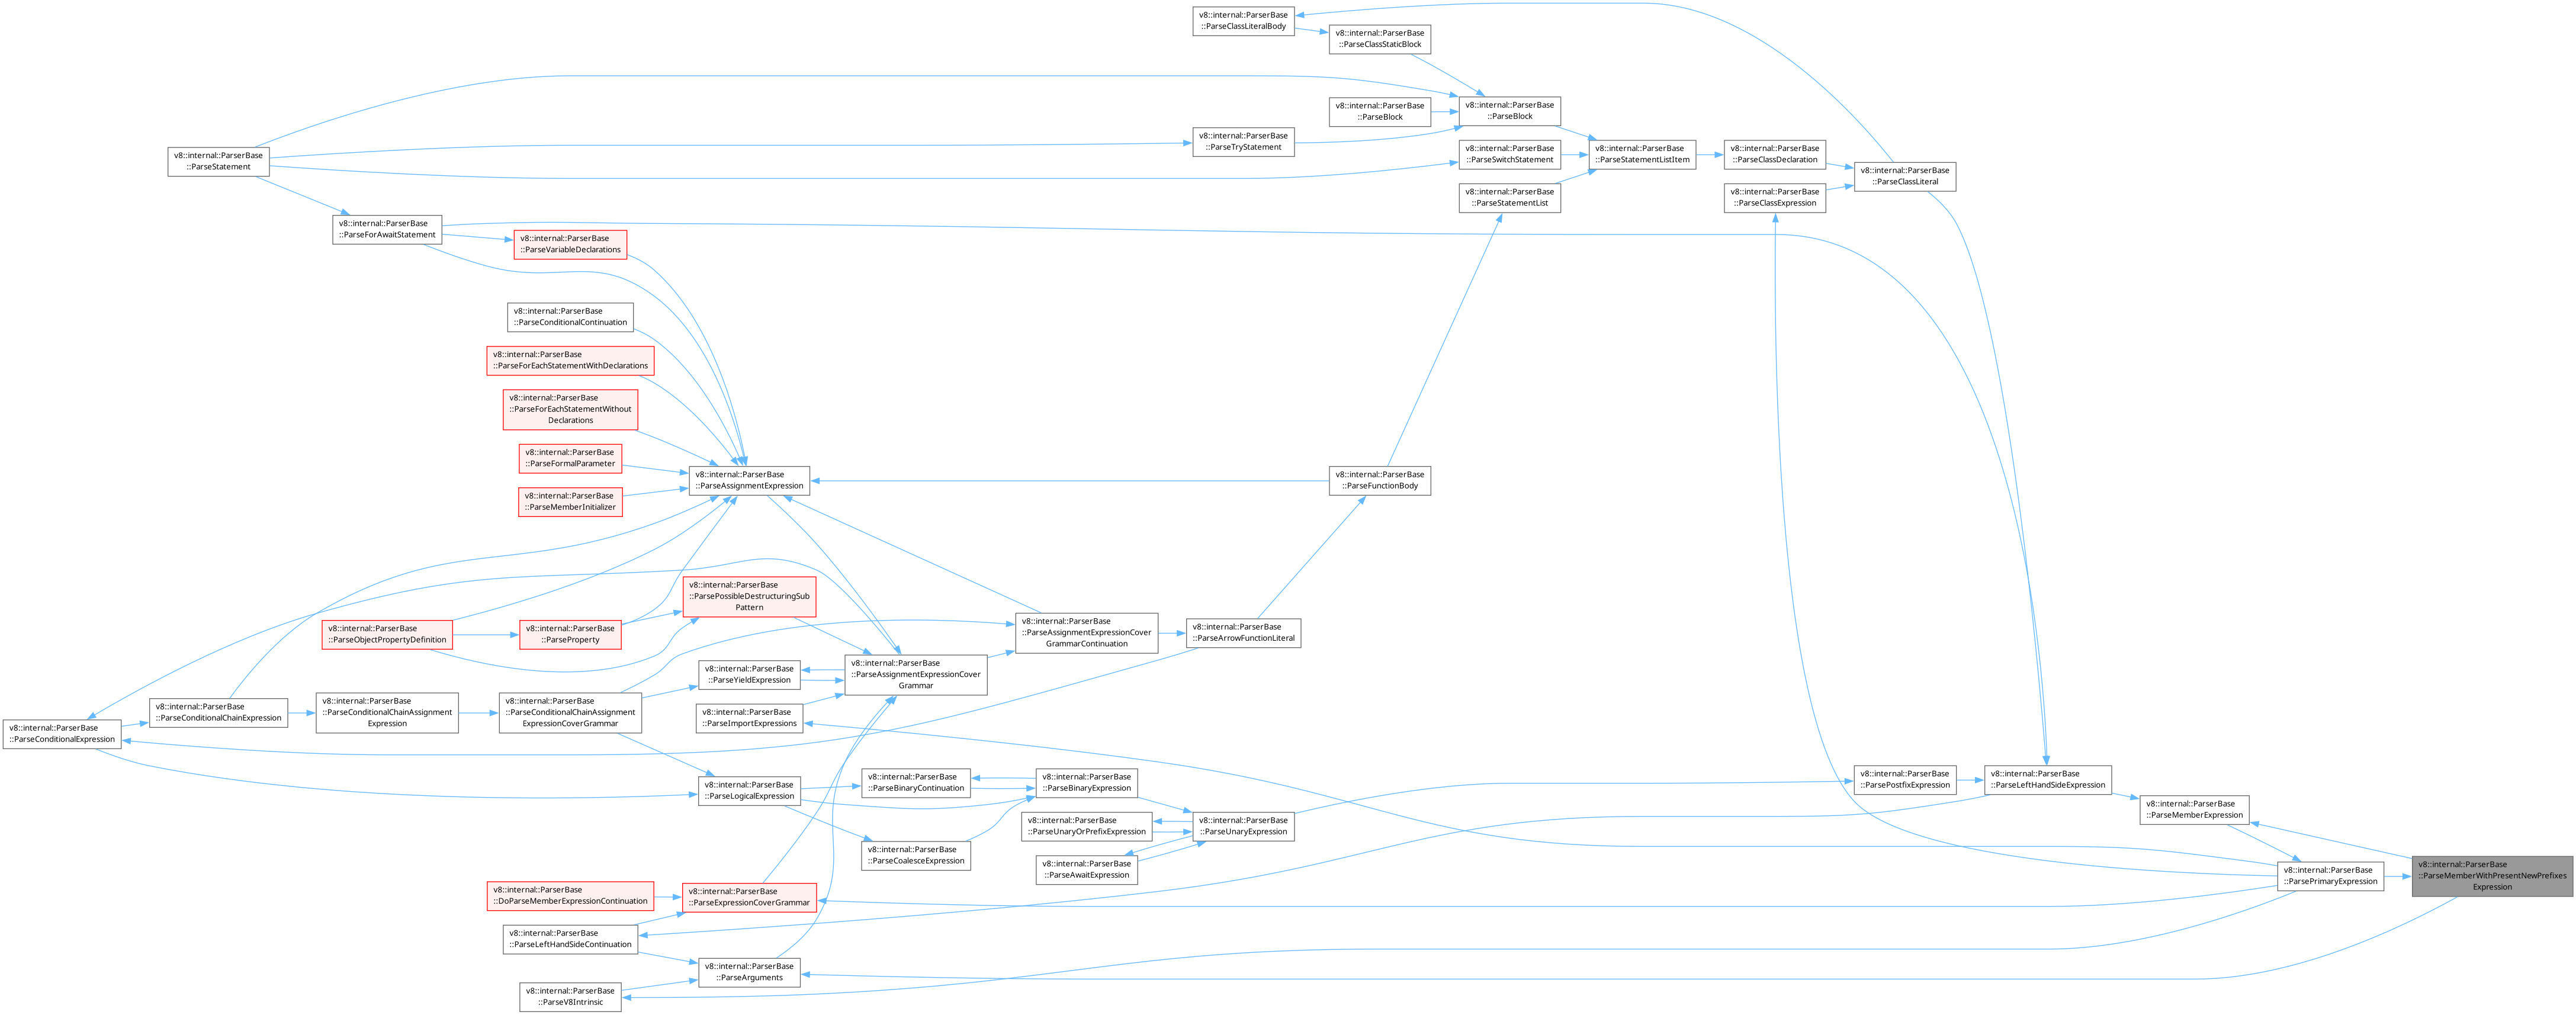 v8::internal::ParserBase
::ParseClassLiteralBody
v8::internal::ParserBase
::ParseClassStaticBlock
v8::internal::ParserBase
::ParseBlock
v8::internal::ParserBase
::ParseBlock
v8::internal::ParserBase
::ParseTryStatement
v8::internal::ParserBase
::ParseSwitchStatement
v8::internal::ParserBase
::ParseStatementListItem
v8::internal::ParserBase
::ParseClassDeclaration
v8::internal::ParserBase
::ParseStatement
v8::internal::ParserBase
::ParseClassLiteral
v8::internal::ParserBase
::ParseStatementList
v8::internal::ParserBase
::ParseClassExpression
v8::internal::ParserBase
::ParseForAwaitStatement
v8::internal::ParserBase
::ParseVariableDeclarations
v8::internal::ParserBase
::ParseConditionalContinuation
v8::internal::ParserBase
::ParseForEachStatementWithDeclarations
v8::internal::ParserBase
::ParseForEachStatementWithout
Declarations
v8::internal::ParserBase
::ParseFormalParameter
v8::internal::ParserBase
::ParseAssignmentExpression
v8::internal::ParserBase
::ParseFunctionBody
v8::internal::ParserBase
::ParseMemberInitializer
v8::internal::ParserBase
::ParsePossibleDestructuringSub
Pattern
v8::internal::ParserBase
::ParseObjectPropertyDefinition
v8::internal::ParserBase
::ParseProperty
v8::internal::ParserBase
::ParseAssignmentExpressionCover
GrammarContinuation
v8::internal::ParserBase
::ParseArrowFunctionLiteral
v8::internal::ParserBase
::ParseYieldExpression
v8::internal::ParserBase
::ParseAssignmentExpressionCover
Grammar
v8::internal::ParserBase
::ParseConditionalExpression
v8::internal::ParserBase
::ParseConditionalChainExpression
v8::internal::ParserBase
::ParseConditionalChainAssignment
Expression
v8::internal::ParserBase
::ParseConditionalChainAssignment
ExpressionCoverGrammar
v8::internal::ParserBase
::ParseImportExpressions
v8::internal::ParserBase
::ParseLogicalExpression
v8::internal::ParserBase
::ParseBinaryContinuation
v8::internal::ParserBase
::ParseBinaryExpression
v8::internal::ParserBase
::ParsePostfixExpression
v8::internal::ParserBase
::ParseLeftHandSideExpression
v8::internal::ParserBase
::ParseMemberExpression
v8::internal::ParserBase
::ParseUnaryOrPrefixExpression
v8::internal::ParserBase
::ParseUnaryExpression
v8::internal::ParserBase
::ParseCoalesceExpression
v8::internal::ParserBase
::ParseAwaitExpression
v8::internal::ParserBase
::ParsePrimaryExpression
v8::internal::ParserBase
::ParseMemberWithPresentNewPrefixes
Expression
v8::internal::ParserBase
::DoParseMemberExpressionContinuation
v8::internal::ParserBase
::ParseExpressionCoverGrammar
v8::internal::ParserBase
::ParseLeftHandSideContinuation
v8::internal::ParserBase
::ParseArguments
v8::internal::ParserBase
::ParseV8Intrinsic